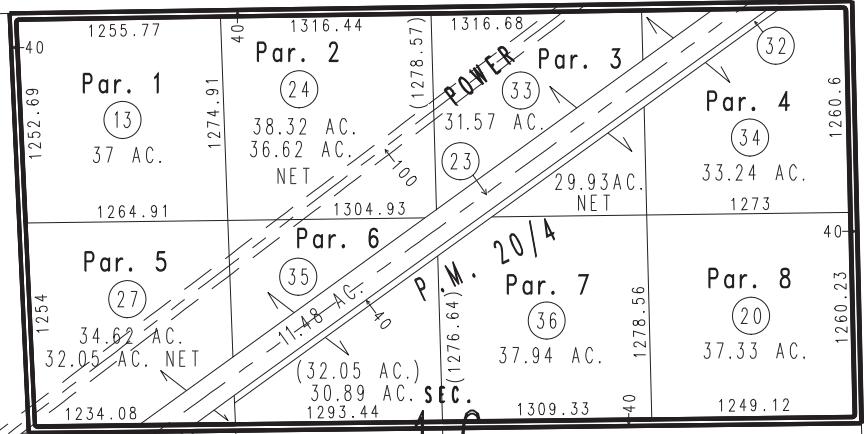 1255.77
40
1316.44
(1278.57)
1316.68
32
40
Par. 1
Par. 2
POWER
Par. 3
13
24
33
Par. 4
1252.69
1274.91
38.32 AC.
31.57 AC.
34
1260.6
37 AC.
36.62 AC.
23
33.24 AC.
NET
100
29.93AC.
NET
1264.91
1304.93
1273
Par. 5
Par. 6
P.M. 20/4
40
27
35
Par. 7
Par. 8
1254
11.48 AC.
36
20
34.62 AC.
40
(1276.64)
1278.56
1260.23
32.05 AC. NET
37.94 AC.
37.33 AC.
(32.05 AC.)
30.89 AC.
SEC.
1234.08
1293.44
1309.33
40
1249.12